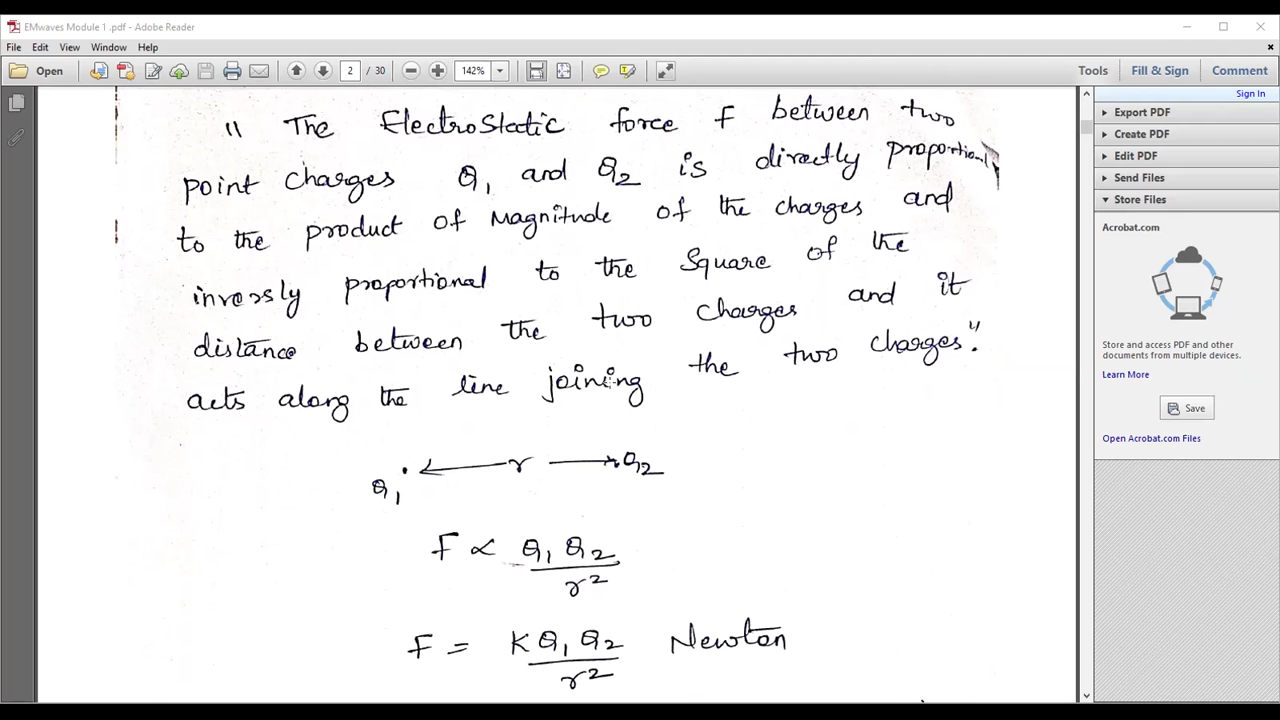 EMwaves Module 1 .pdf - Adobe Reader
File Edit View Window Help
Open 2 / 30 142% Tools Fill & Sign Comment
Sign In
Export PDF
Create PDF
Edit PDF
Send Files
Store Files
Acrobat.com
Store and access PDF and other
documents from multiple devices.
Learn More
Save
Open Acrobat.com Files
" The ElectroStatic force F between two
point charges Q1 and Q2 is directly proportional
to the product of Magnitude of the charges and
inversly proportional to the Square of the
distance between the two charges and it
acts along the line joining the two charges."
Q1 ← r → Q2
F ∝ Q1 Q2
r²
F = K Q1 Q2 Newton
r²